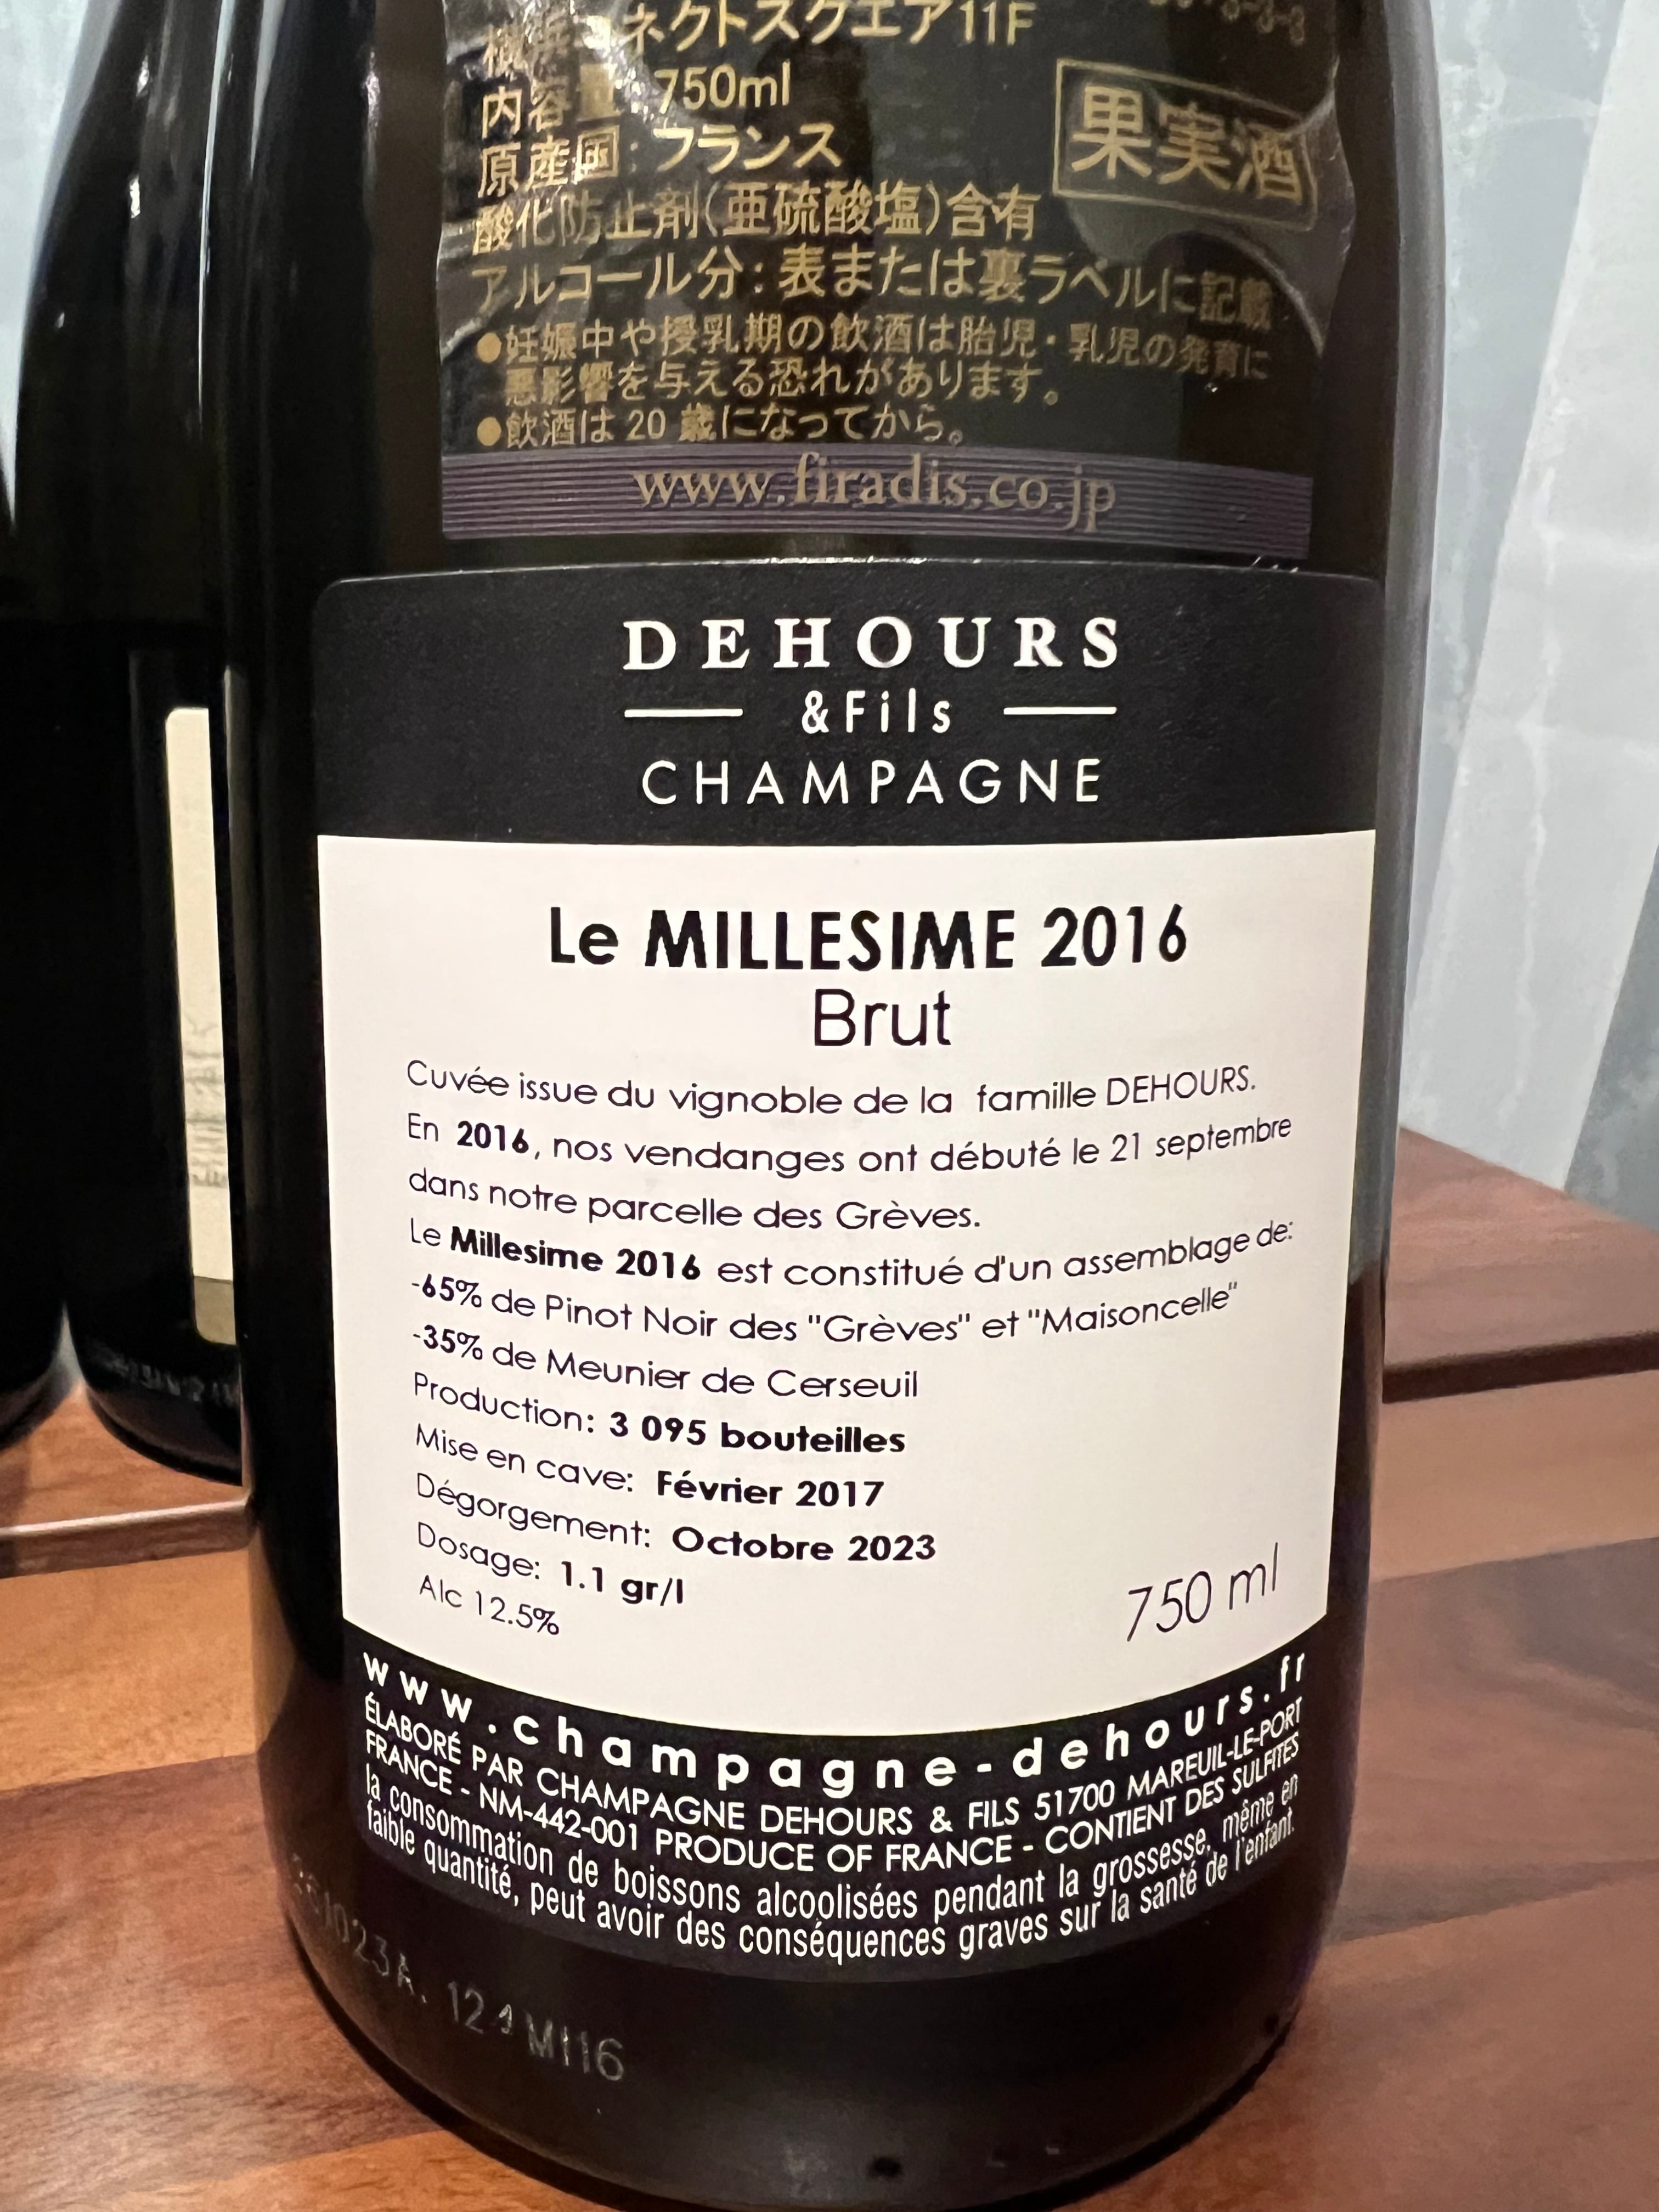 横浜コネクトスクエア11F
内容量: 750ml
原産国: フランス
果実酒
酸化防止剤(亜硫酸塩)含有
アルコール分: 表または裏ラベルに記載
●妊娠中や授乳期の飲酒は胎児・乳児の発育に
悪影響を与える恐れがあります。
●飲酒は 20 歳になってから。
www.firadis.co.jp
DEHOURS
&Fils
CHAMPAGNE
Le MILLESIME 2016
Brut
Cuvée issue du vignoble de la famille DEHOURS.
En 2016, nos vendanges ont débuté le 21 septembre
dans notre parcelle des Grèves.
Le Millesime 2016 est constitué d'un assemblage de:
-65% de Pinot Noir des "Grèves" et "Maisoncelle"
-35% de Meunier de Cerseuil
Production: 3 095 bouteilles
Mise en cave: Février 2017
Dégorgement: Octobre 2023
Dosage: 1.1 gr/l
Alc 12.5%
750 ml
www.champagne-dehours.fr
ÉLABORÉ PAR CHAMPAGNE DEHOURS & FILS 51700 MAREUIL-LE-PORT
FRANCE - NM-442-001 PRODUCE OF FRANCE - CONTIENT DES SULFITES
la consommation de boissons alcoolisées pendant la grossesse, même en
faible quantité, peut avoir des conséquences graves sur la santé de l'enfant.
MI16